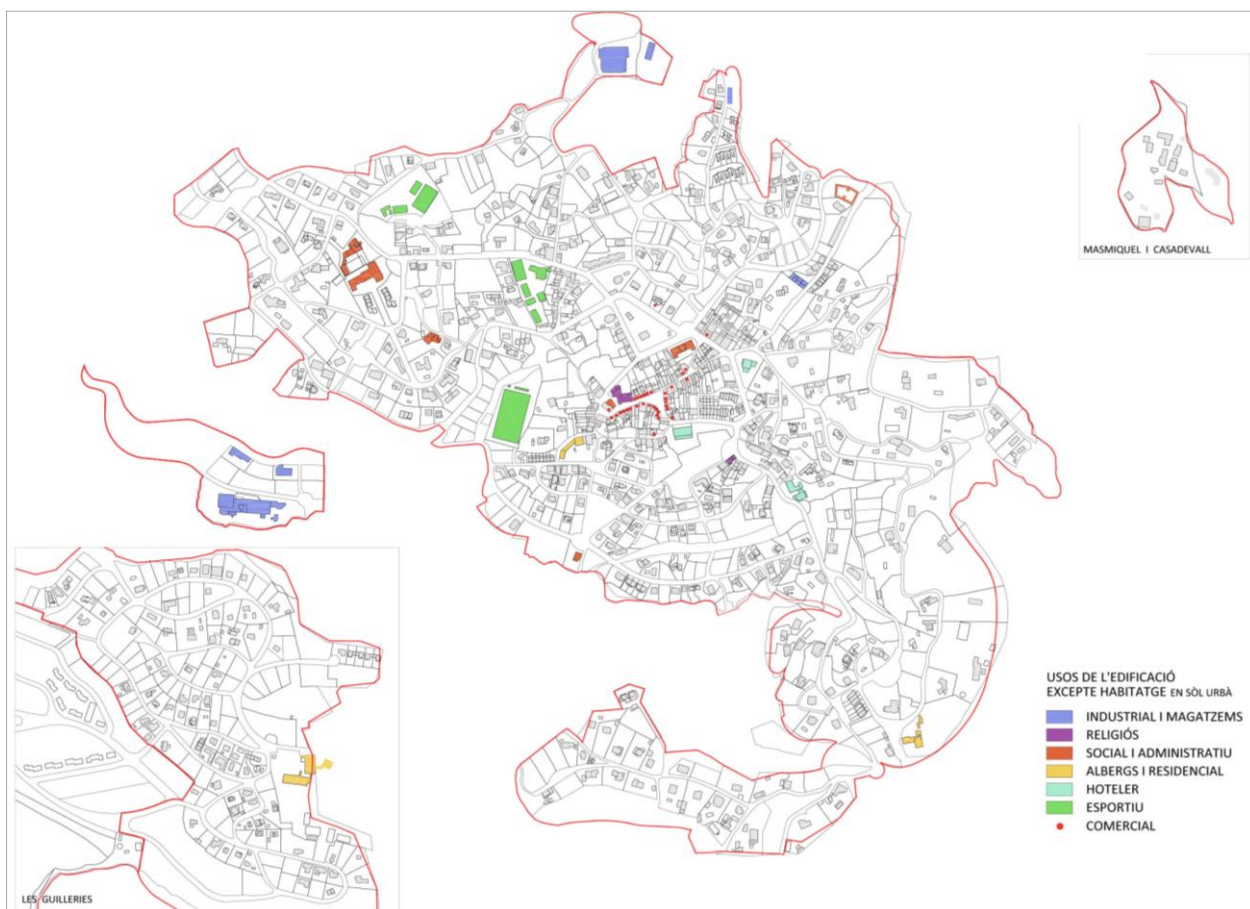 MASMIQUEL I CASADEVALL
USOS DE L'EDIFICACIÓ
EXCEPTE HABITATGE EN SÒL URBÀ
INDUSTRIAL I MAGATZEMS
RELIGIÓS
SOCIAL I ADMINISTRATIU
ALBERGS I RESIDENCIAL
HOTELER
ESPORTIU
COMERCIAL
LES GUILLERIES